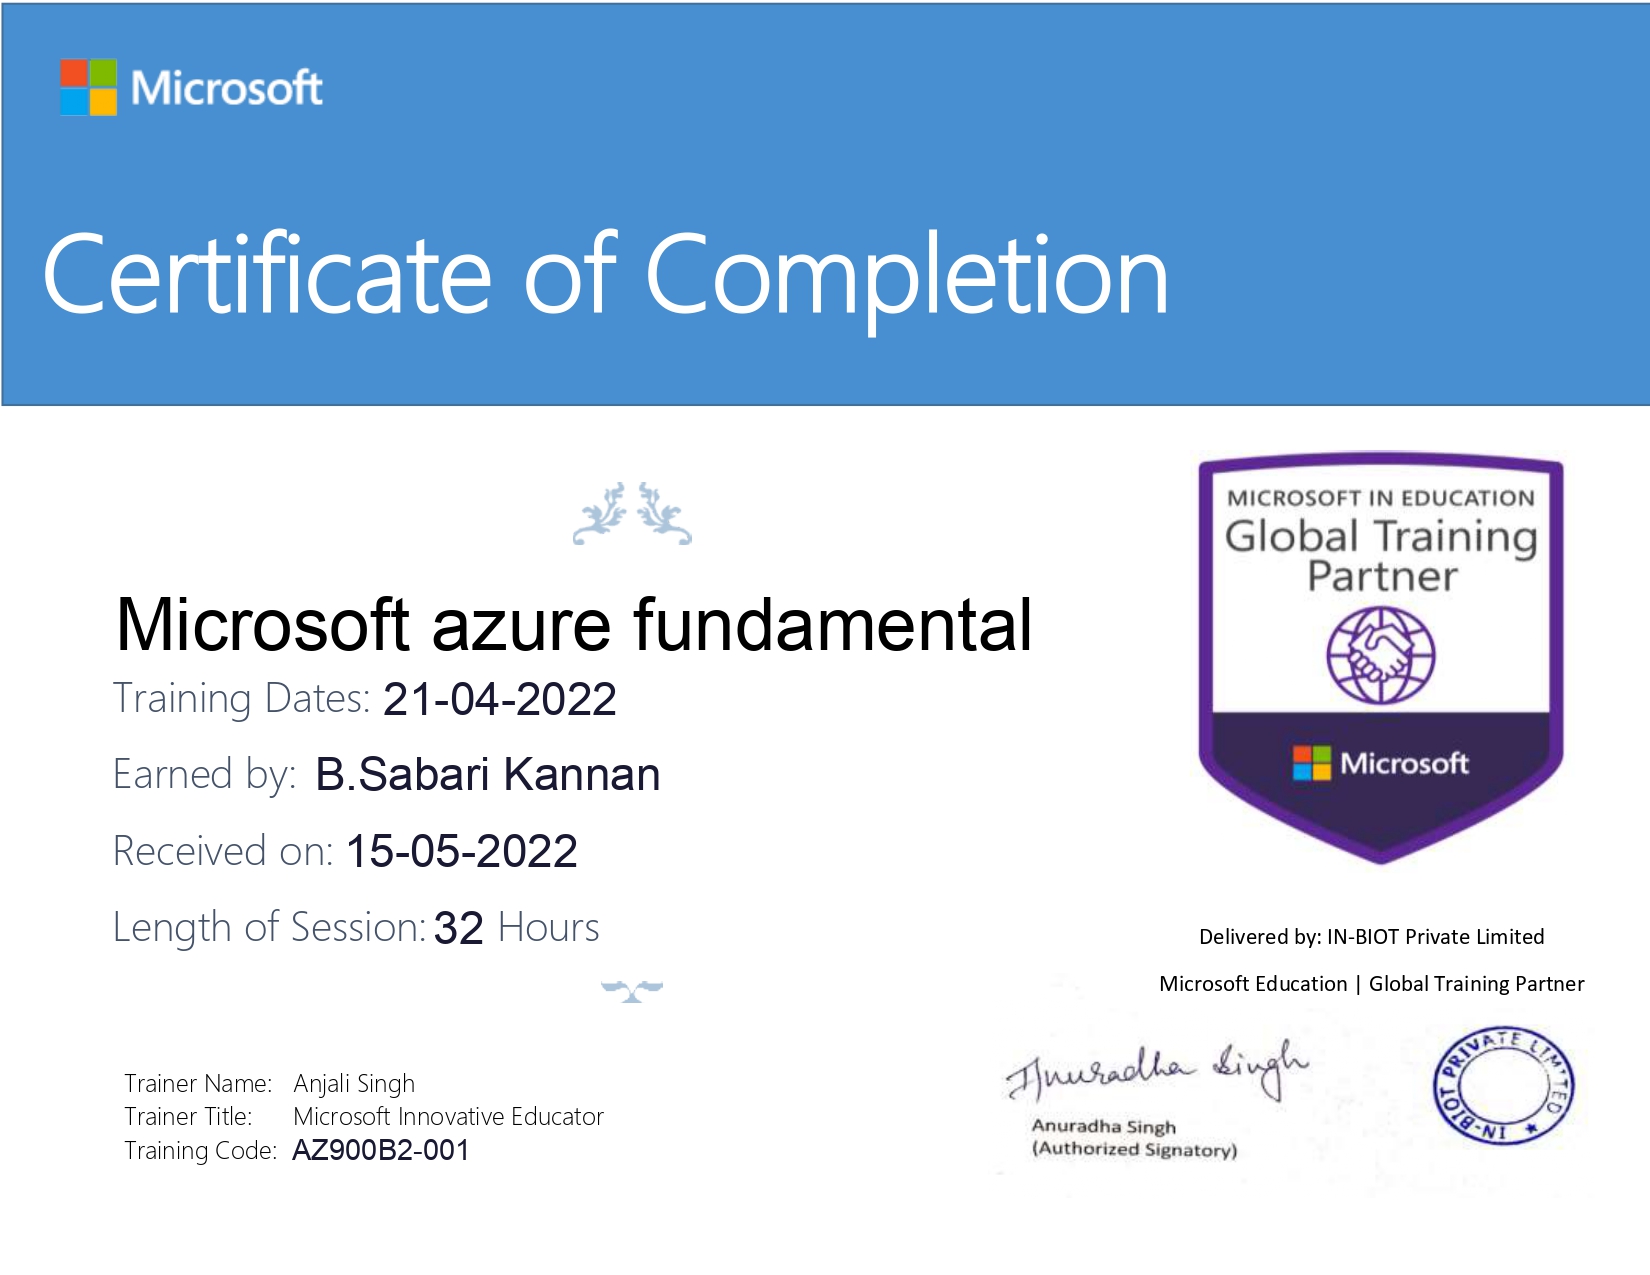 Microsoft
Certificate of Completion
MICROSOFT IN EDUCATION
Global Training
Partner
Microsoft
Microsoft azure fundamental
Training Dates: 21-04-2022
Earned by: B.Sabari Kannan
Received on: 15-05-2022
Length of Session: 32 Hours
Delivered by: IN-BIOT Private Limited
Microsoft Education | Global Training Partner
Anuradha Singh
Anuradha Singh
(Authorized Signatory)
IN-BIOT PRIVATE LIMITED
Trainer Name: Anjali Singh
Trainer Title: Microsoft Innovative Educator
Training Code: AZ900B2-001